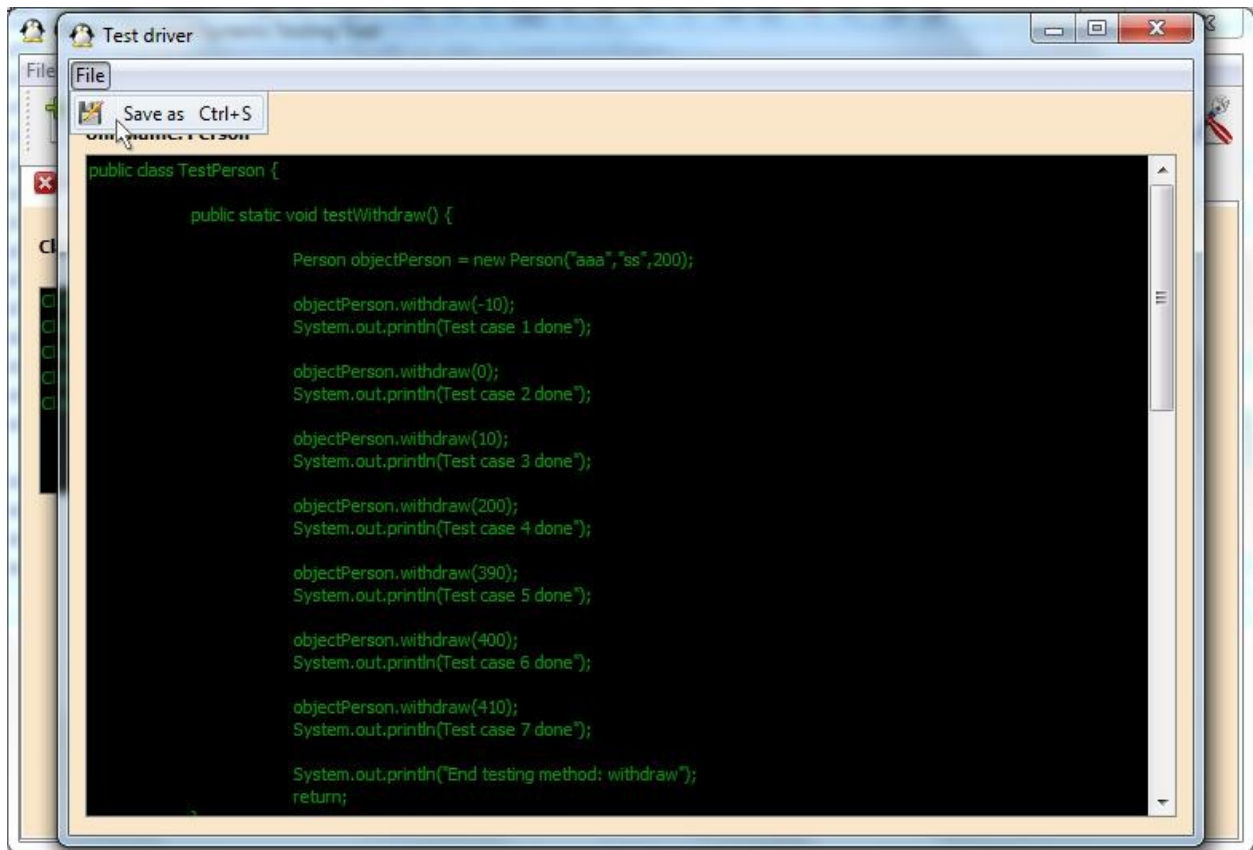 Test driver
File
File
Save as Ctrl+S
name: Person
public class TestPerson {
public static void testWithdraw() {
Person objectPerson = new Person("aaa","ss",200);
objectPerson.withdraw(-10);
System.out.println(Test case 1 done");
objectPerson.withdraw(0);
System.out.println(Test case 2 done");
objectPerson.withdraw(10);
System.out.println(Test case 3 done");
objectPerson.withdraw(200);
System.out.println(Test case 4 done");
objectPerson.withdraw(390);
System.out.println(Test case 5 done");
objectPerson.withdraw(400);
System.out.println(Test case 6 done");
objectPerson.withdraw(410);
System.out.println(Test case 7 done");
System.out.println("End testing method: withdraw");
return;
}